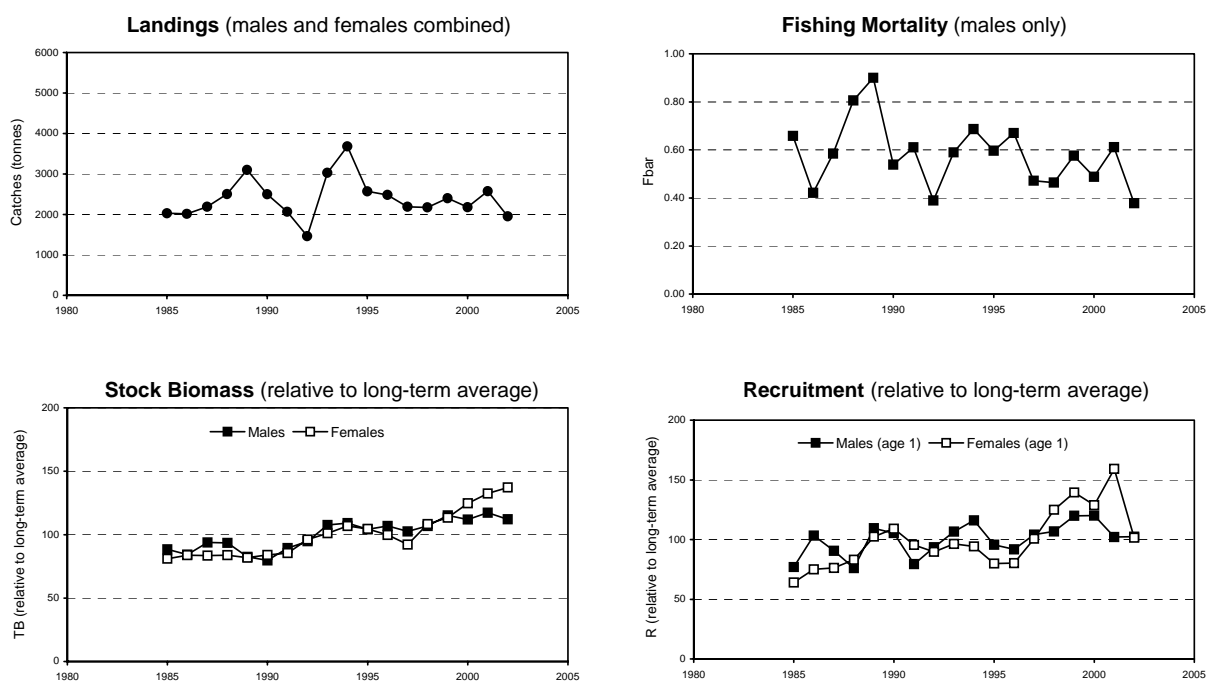 Landings (males and females combined)
6000
5000
4000
3000
2000
1000
0
Catches (tonnes)
1980 1985 1990 1995 2000 2005
Fishing Mortality (males only)
1.00
0.80
0.60
0.40
0.20
0.00
Fbar
1980 1985 1990 1995 2000 2005
Stock Biomass (relative to long-term average)
200
150
100
50
0
TB (relative to long-term average)
Males Females
1980 1985 1990 1995 2000 2005
Recruitment (relative to long-term average)
200
150
100
50
0
R (relative to long-term average)
Males (age 1) Females (age 1)
1980 1985 1990 1995 2000 2005